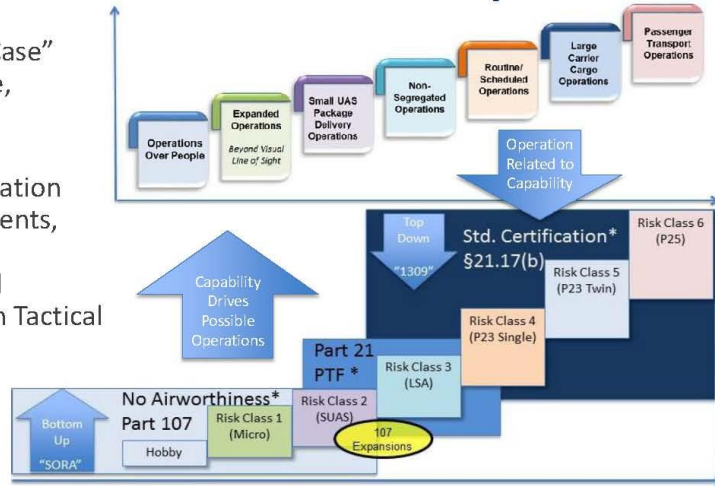 Case”
e,
ation
ents,
n Tactical
Operations
Over People
Expanded
Operations
Beyond Visual
Line of Sight
Small UAS
Package
Delivery
Operations
Non-
Segregated
Operations
Routine/
Scheduled
Operations
Large
Carrier
Cargo
Operations
Passenger
Transport
Operations
Operation
Related to
Capability
Capability
Drives
Possible
Operations
Top
Down
"1309"
Std. Certification*
§21.17(b)
Risk Class 6
(P25)
Risk Class 5
(P23 Twin)
Risk Class 4
(P23 Single)
Part 21
PTF *
Risk Class 3
(LSA)
No Airworthiness*
Part 107
Risk Class 2
(SUAS)
Risk Class 1
(Micro)
Hobby
107
Expansions
Bottom
Up
"SORA"